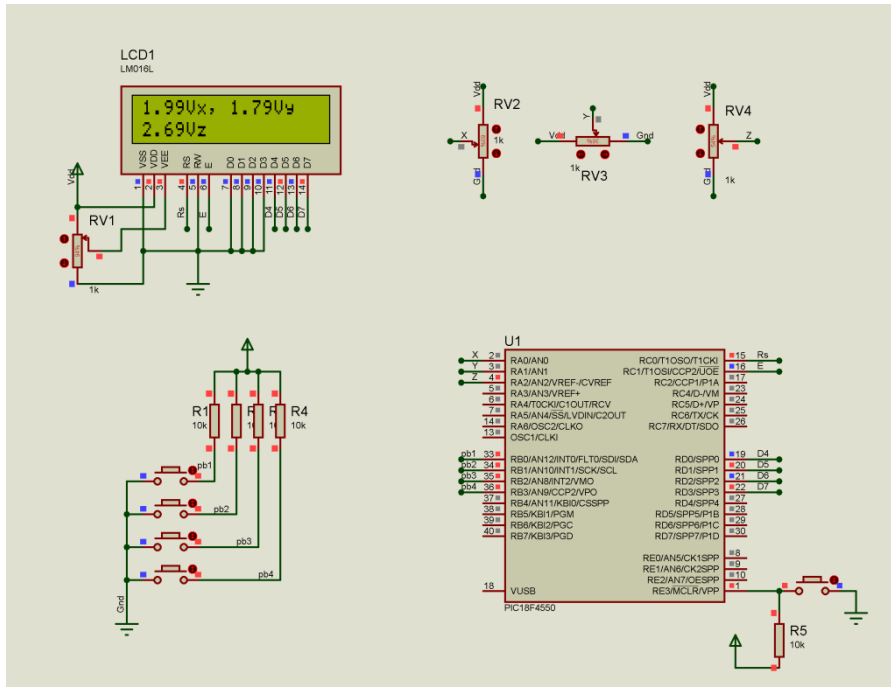 LCD1
LM016L
1.99Vx, 1.79Vy
2.69Vz
VSS
VDD
VEE
RS
RW
E
D0
D1
D2
D3
D4
D5
D6
D7
1
2
3
4
5
6
7
8
9
10
11
12
13
14
Rs
E
D4
D5
D6
D7
Vdd
RV1
1k
RV2
Vdd
X
1k
Gnd
Y
Vdd
Gnd
1k
RV3
RV4
Vdd
Z
Gnd
1k
R1
10k
R4
10k
pb1
pb2
pb3
pb4
Gnd
U1
X 2 RA0/AN0
Y 3 RA1/AN1
Z 4 RA2/AN2/VREF-/CVREF
5 RA3/AN3/VREF+
6 RA4/T0CKI/C1OUT/RCV
7 RA5/AN4/SS/LVDIN/C2OUT
14 RA6/OSC2/CLKO
13 OSC1/CLKI
pb1 33 RB0/AN12/INT0/FLT0/SDI/SDA
pb2 34 RB1/AN10/INT1/SCK/SCL
pb3 35 RB2/AN8/INT2/VMO
pb4 36 RB3/AN9/CCP2/VPO
37 RB4/AN11/KBI0/CSSPP
38 RB5/KBI1/PGM
39 RB6/KBI2/PGC
40 RB7/KBI3/PGD
18 VUSB
RC0/T1OSO/T1CKI 15 Rs
RC1/T1OSI/CCP2/UOE 16 E
RC2/CCP1/P1A 17
RC4/D-/VM 23
RC5/D+/VP 24
RC6/TX/CK 25
RC7/RX/DT/SDO 26
RD0/SPP0 19 D4
RD1/SPP1 20 D5
RD2/SPP2 21 D6
RD3/SPP3 22 D7
RD4/SPP4 27
RD5/SPP5/P1B 28
RD6/SPP6/P1C 29
RD7/SPP7/P1D 30
RE0/AN5/CK1SPP 8
RE1/AN6/CK2SPP 9
RE2/AN7/OESPP 10
RE3/MCLR/VPP 1
PIC18F4550
R5
10k